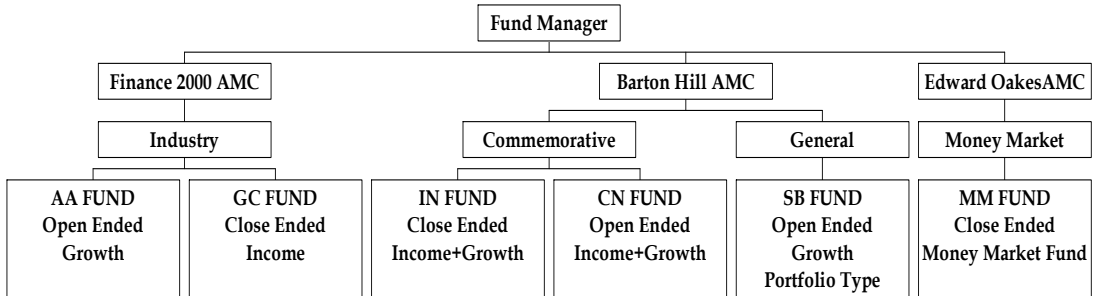 Fund Manager
Finance 2000 AMC
Barton Hill AMC
Edward OakesAMC
Industry
Commemorative
General
Money Market
AA FUND
Open Ended
Growth
GC FUND
Close Ended
Income
IN FUND
Close Ended
Income+Growth
CN FUND
Open Ended
Income+Growth
SB FUND
Open Ended
Growth
Portfolio Type
MM FUND
Close Ended
Money Market Fund